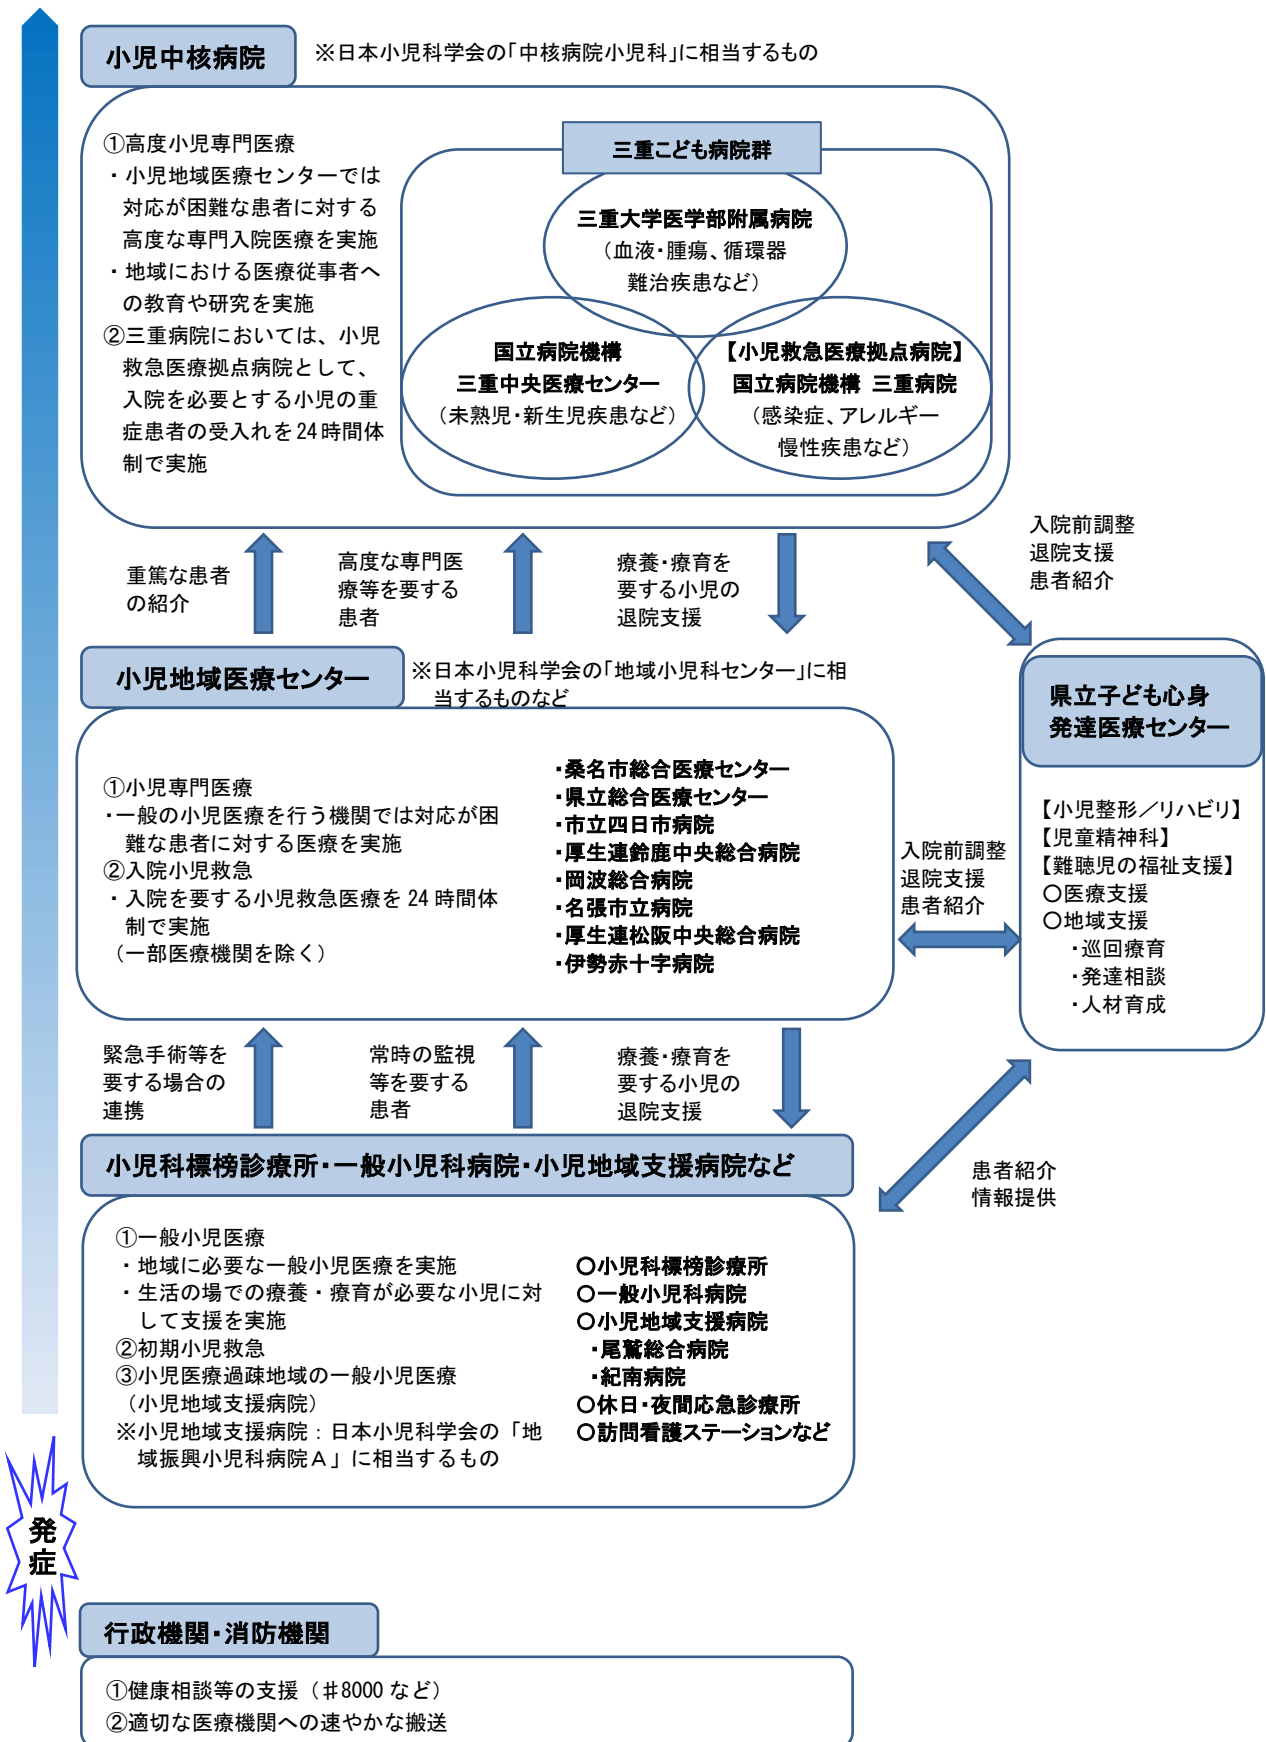 小児中核病院
※日本小児科学会の「中核病院小児科」に相当するもの
①高度小児専門医療
・小児地域医療センターでは
対応が困難な患者に対する
高度な専門入院医療を実施
・地域における医療従事者へ
の教育や研究を実施
②三重病院においては、小児
救急医療拠点病院として、
入院を必要とする小児の重
症患者の受入れを24時間体
制で実施
三重こども病院群
三重大学医学部附属病院
（血液・腫瘍、循環器
難治疾患など）
国立病院機構
三重中央医療センター
（未熟児・新生児疾患など）
【小児救急医療拠点病院】
国立病院機構 三重病院
（感染症、アレルギー
慢性疾患など）
重篤な患者
の紹介
高度な専門医
療等を要する
患者
療養・療育を
要する小児の
退院支援
入院前調整
退院支援
患者紹介
小児地域医療センター
※日本小児科学会の「地域小児科センター」に相
当するものなど
①小児専門医療
・一般の小児医療を行う機関では対応が困
難な患者に対する医療を実施
②入院小児救急
・入院を要する小児救急医療を 24 時間体
制で実施
（一部医療機関を除く）
・桑名市総合医療センター
・県立総合医療センター
・市立四日市病院
・厚生連鈴鹿中央総合病院
・岡波総合病院
・名張市立病院
・厚生連松阪中央総合病院
・伊勢赤十字病院
入院前調整
退院支援
患者紹介
県立子ども心身
発達医療センター
【小児整形／リハビリ】
【児童精神科】
【難聴児の福祉支援】
○医療支援
○地域支援
・巡回療育
・発達相談
・人材育成
緊急手術等を
要する場合の
連携
常時の監視
等を要する
患者
療養・療育を
要する小児の
退院支援
患者紹介
情報提供
小児科標榜診療所・一般小児科病院・小児地域支援病院など
①一般小児医療
・地域に必要な一般小児医療を実施
・生活の場での療養・療育が必要な小児に対
して支援を実施
②初期小児救急
③小児医療過疎地域の一般小児医療
（小児地域支援病院）
※小児地域支援病院：日本小児科学会の「地
域振興小児科病院Ａ」に相当するもの
○小児科標榜診療所
○一般小児科病院
○小児地域支援病院
・尾鷲総合病院
・紀南病院
○休日・夜間応急診療所
○訪問看護ステーションなど
発
症
行政機関・消防機関
①健康相談等の支援（＃8000 など）
②適切な医療機関への速やかな搬送